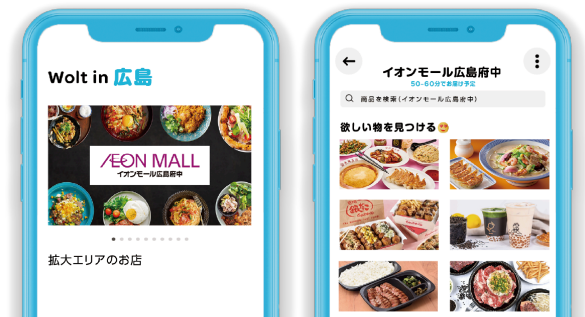 Wolt in 広島
ÆON MALL
イオンモール広島府中
拡大エリアのお店
イオンモール広島府中
50-60分でお届け予定
商品を検索(イオンモール広島府中)
欲しい物を見つける😍